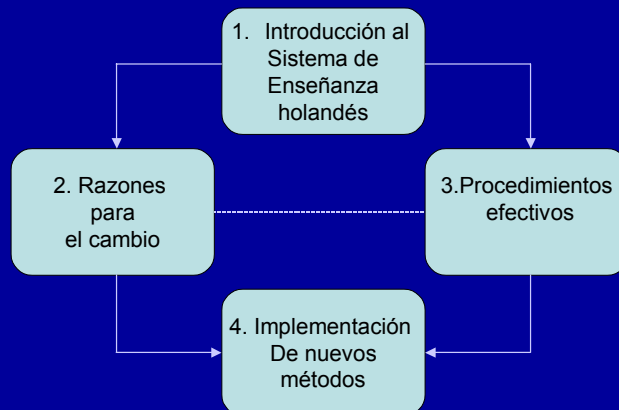 1. Introducción al
Sistema de
Enseñanza
holandés
2. Razones
para
el cambio
3.Procedimientos
efectivos
4. Implementación
De nuevos
métodos